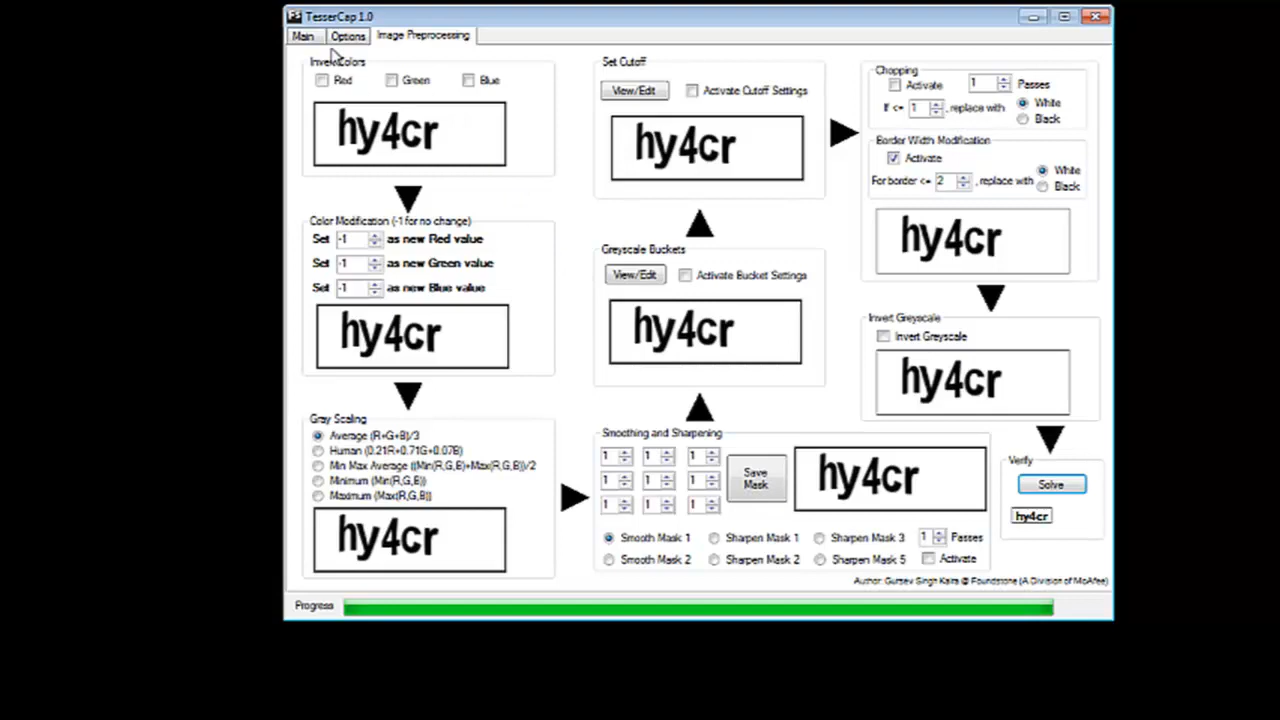 TesserCap 1.0
Main Options Image Preprocessing
Invert Colors
Red Green Blue
hy4cr
Color Modification (-1 for no change)
Set -1 as new Red value
Set -1 as new Green value
Set -1 as new Blue value
hy4cr
Gray Scaling
Average (R+G+B)/3
Human (0.21R+0.71G+0.07B)
Min Max Average ((Min(R,G,B)+Max(R,G,B))/2
Minimum (Min(R,G,B))
Maximum (Max(R,G,B))
hy4cr
Set Cutoff
View/Edit Activate Cutoff Settings
hy4cr
Greyscale Buckets
View/Edit Activate Bucket Settings
hy4cr
Smoothing and Sharpening
1 1 1
1 1 1
1 1 1
Save
Mask
hy4cr
Smooth Mask 1 Sharpen Mask 1 Sharpen Mask 3 1 Passes
Smooth Mask 2 Sharpen Mask 2 Sharpen Mask 5 Activate
Chopping
Activate 1 Passes
If <= 1 , replace with White
Back
Border Width Modification
Activate
For border <= 2 , replace with White
Back
hy4cr
Invert Greyscale
Invert Greyscale
hy4cr
Verify
Solve
hy4cr
Author: Gursev Singh Kalra @ Foundstone (A Division of McAfee)
Progress